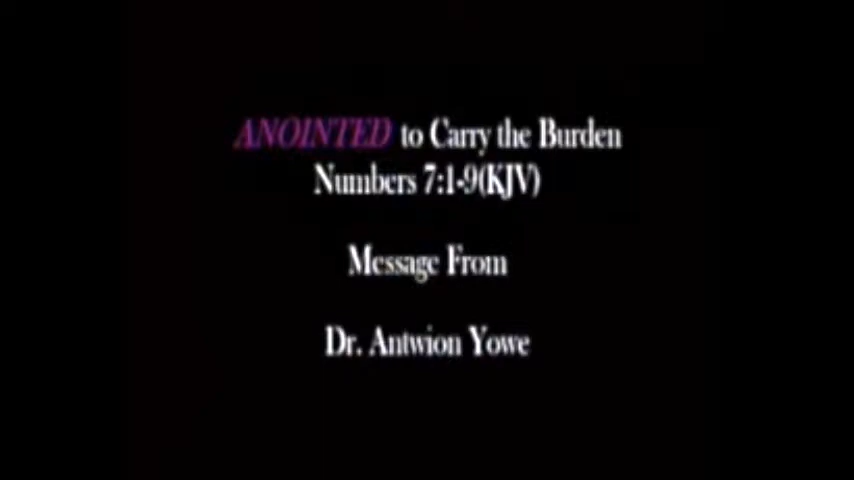 ANOINTED to Carry the Burden
Numbers 7:1-9(KJV)
Message From
Dr. Antwion Yowe